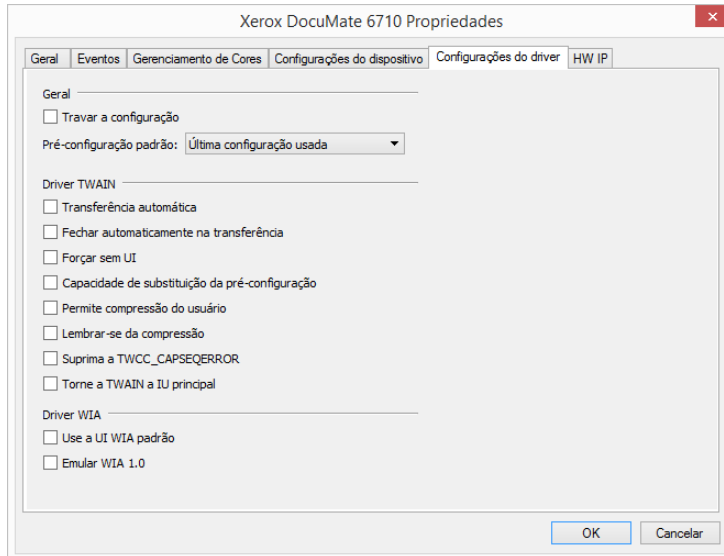 Xerox DocuMate 6710 Propriedades
Geral Eventos Gerenciamento de Cores Configurações do dispositivo Configurações do driver HW IP
Geral
Travar a configuração
Pré-configuração padrão: Última configuração usada
Driver TWAIN
Transferência automática
Fechar automaticamente na transferência
Forçar sem UI
Capacidade de substituição da pré-configuração
Permite compressão do usuário
Lembrar-se da compressão
Suprima a TWCC_CAPSEQERROR
Torne a TWAIN a IU principal
Driver WIA
Use a UI WIA padrão
Emular WIA 1.0
OK Cancelar